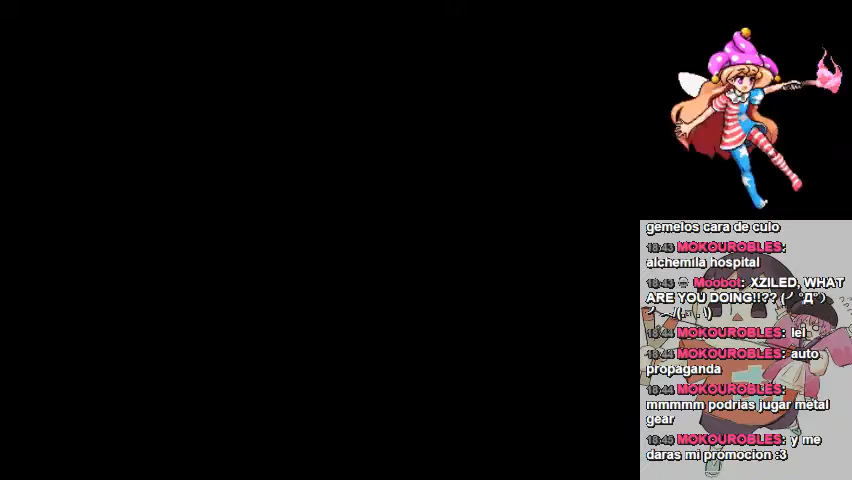 gemelos cara de culo
18:43 MOKOUROBLES:
alchemila hospital
18:43 Moobot: XZILED, WHAT
ARE YOU DOING!!?? (╯°Д°)
18:44 MOKOUROBLES: lel
18:44 MOKOUROBLES: auto
propaganda
18:44 MOKOUROBLES:
mmmmm podrias jugar metal
gear
18:45 MOKOUROBLES: y me
daras mi promocion :3